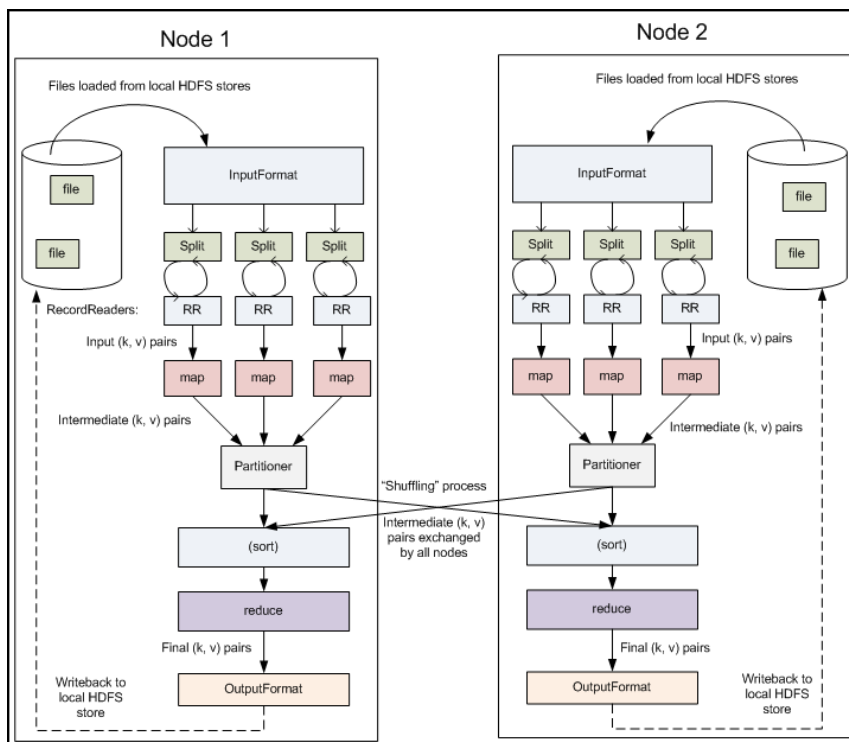 Node 1
Files loaded from local HDFS stores
file
file
InputFormat
Split
Split
Split
RecordReaders:
RR
RR
RR
Input (k, v) pairs
map
map
map
Intermediate (k, v) pairs
Partitioner
(sort)
reduce
Final (k, v) pairs
Writeback to
local HDFS
store
OutputFormat
"Shuffling" process
Intermediate (k, v)
pairs exchanged
by all nodes
Node 2
Files loaded from local HDFS stores
InputFormat
file
file
Split
Split
Split
RR
RR
RR
Input (k, v) pairs
map
map
map
Intermediate (k, v) pairs
Partitioner
(sort)
reduce
Final (k, v) pairs
OutputFormat
Writeback to
local HDFS
store